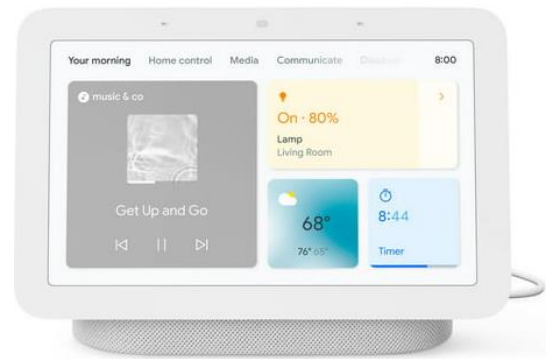 Your morning Home control Media Communicate Discover 8:00
music & co
Get Up and Go
On · 80%
Lamp
Living Room
68°
76° 65°
8:44
Timer